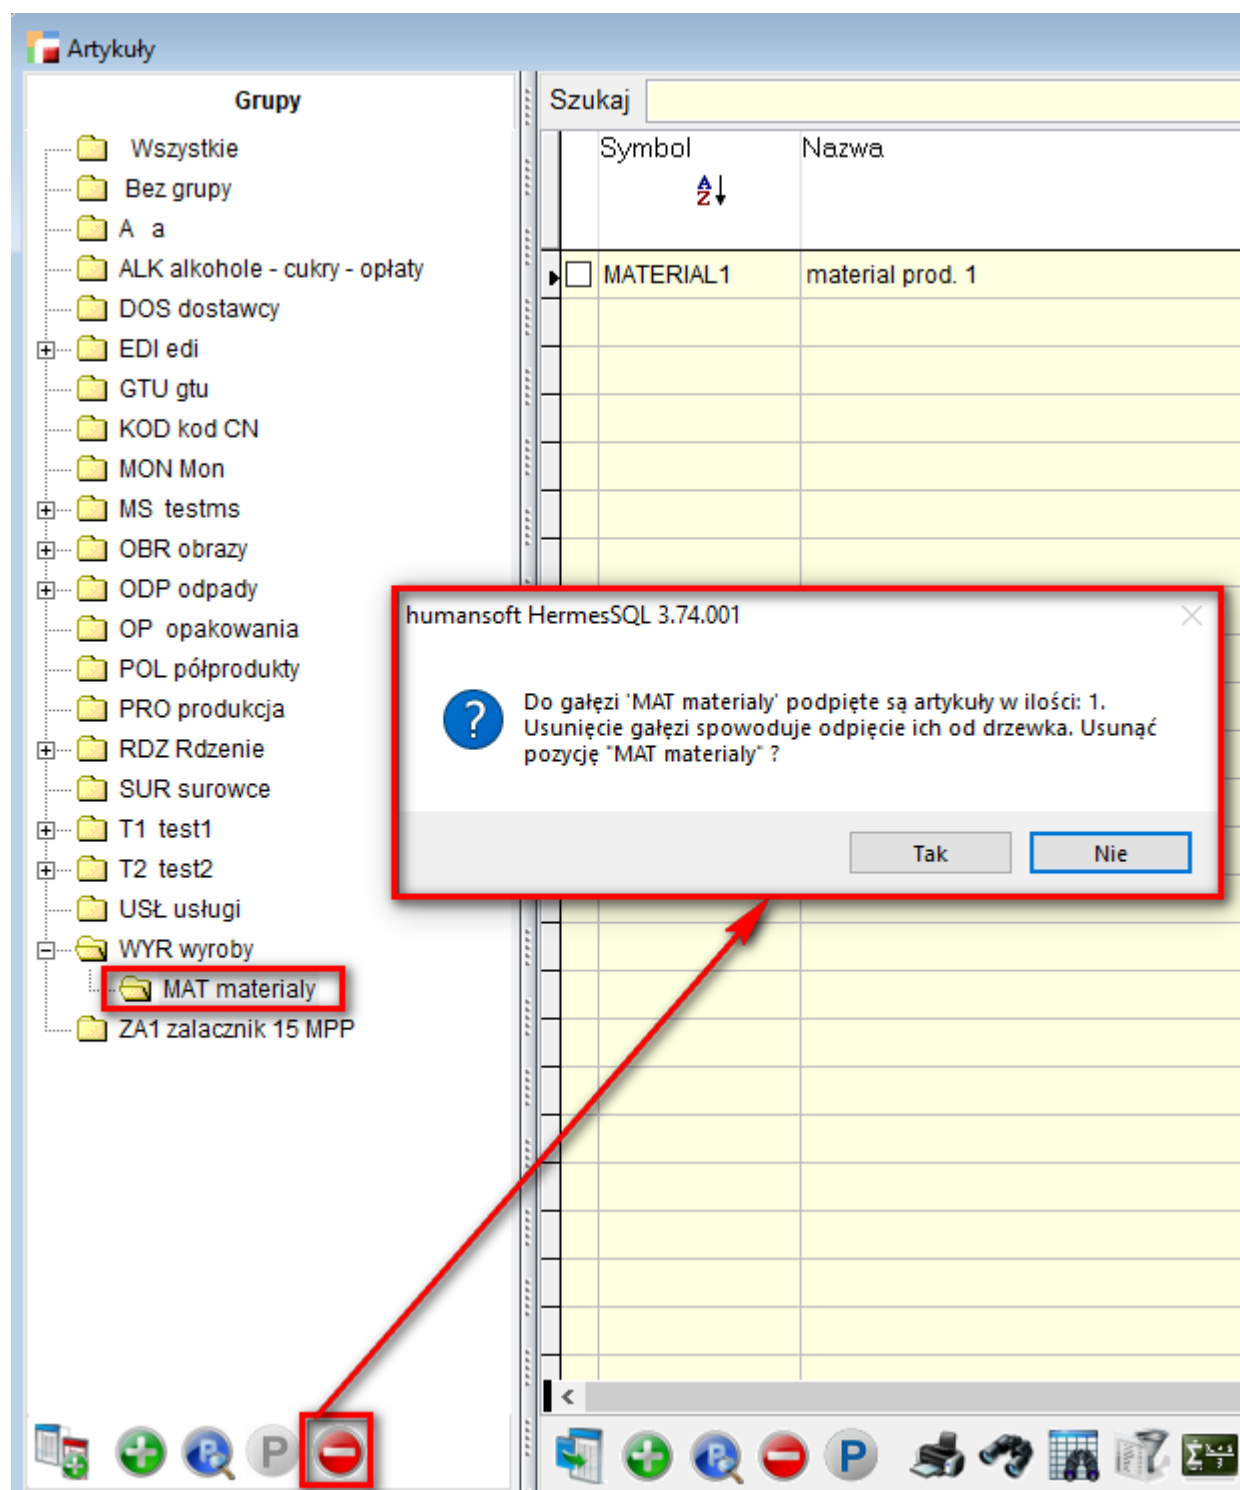 Artykuły
Grupy
Wszystkie
Bez grupy
A a
ALK alkohole - cukry - opłaty
DOS dostawcy
EDI edi
GTU gtu
KOD kod CN
MON Mon
MS testms
OBR obrazy
ODP odpady
OP opakowania
POL półprodukty
PRO produkcja
RDZ Rdzenie
SUR surowce
T1 test1
T2 test2
USŁ usługi
WYR wyroby
MAT materialy
ZA1 zalacznik 15 MPP
Szukaj
Symbol Nazwa
MATERIAL1 material prod. 1
humansoft HermesSQL 3.74.001
Do gałęzi 'MAT materialy' podpięte są artykuły w ilości: 1.
Usunięcie gałęzi spowoduje odpięcie ich od drzewka. Usunąć
pozycję "MAT materialy" ?
Tak Nie